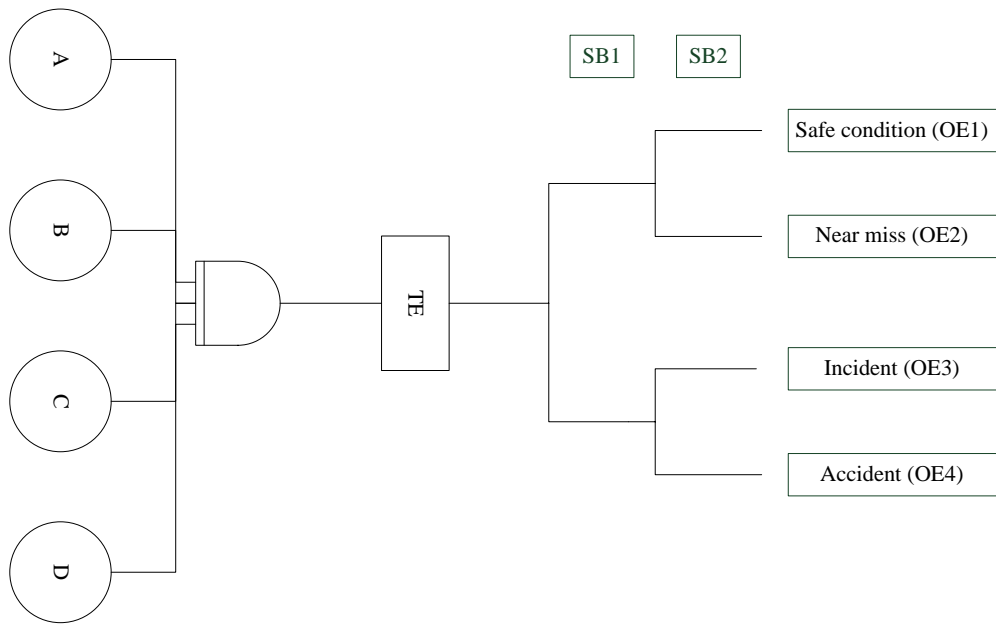 A
B
C
D
TE
SB1
SB2
Safe condition (OE1)
Near miss (OE2)
Incident (OE3)
Accident (OE4)